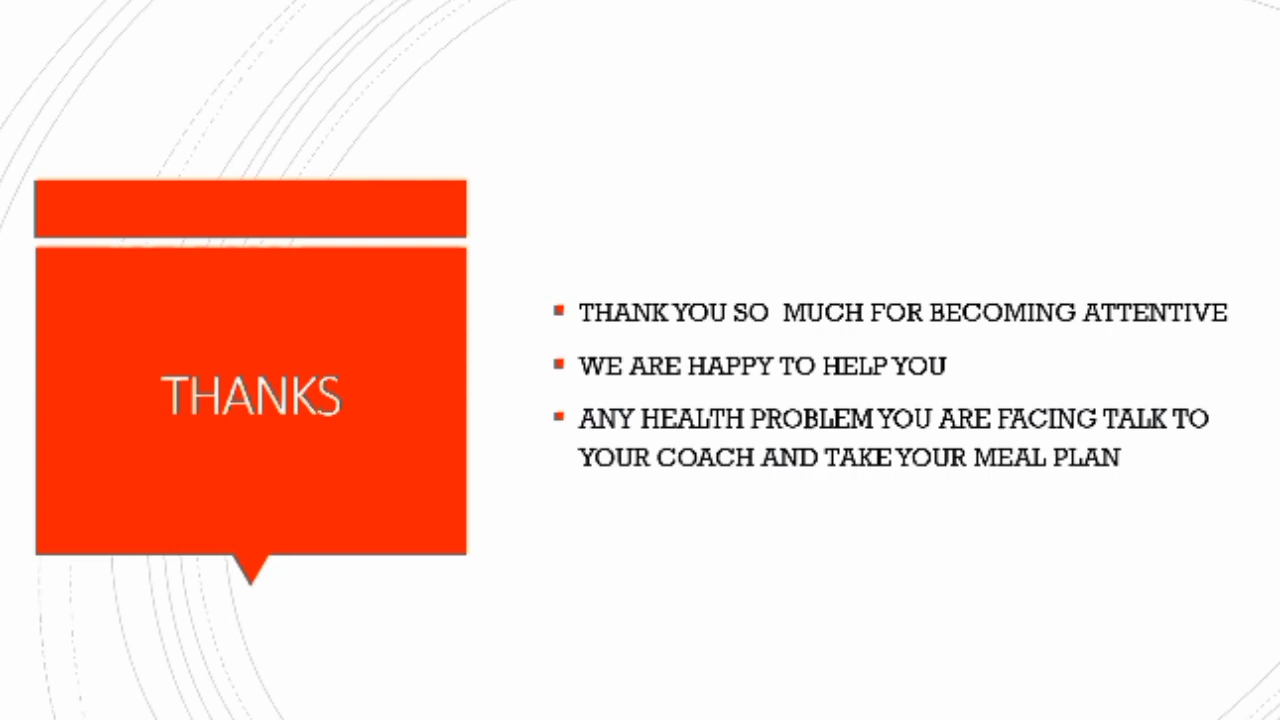 THANKS
THANK YOU SO MUCH FOR BECOMING ATTENTIVE
WE ARE HAPPY TO HELP YOU
ANY HEALTH PROBLEM YOU ARE FACING TALK TO
YOUR COACH AND TAKE YOUR MEAL PLAN